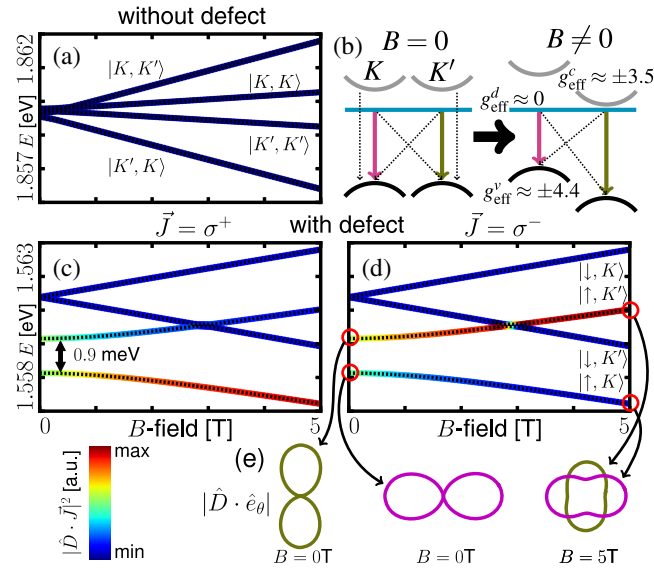 without defect
(a)
1.862
E [eV]
1.857
|K, K′⟩
|K, K⟩
|K′, K′⟩
|K′, K⟩
(b)
B = 0
B ≠ 0
K
K′
g^d_eff ≈ 0
g^c_eff ≈ ±3.5
g^v_eff ≈ ±4.4
with defect
J⃗ = σ⁺
J⃗ = σ⁻
(c)
1.563
E [eV]
1.558
0.9 meV
0
B-field [T]
5
(d)
|↓, K⟩
|↑, K′⟩
|↓, K′⟩
|↑, K⟩
0
B-field [T]
5
|D̂ · J⃗|² [a.u.]
max
min
(e)
|D̂ · ê_θ|
B = 0T
B = 0T
B = 5T